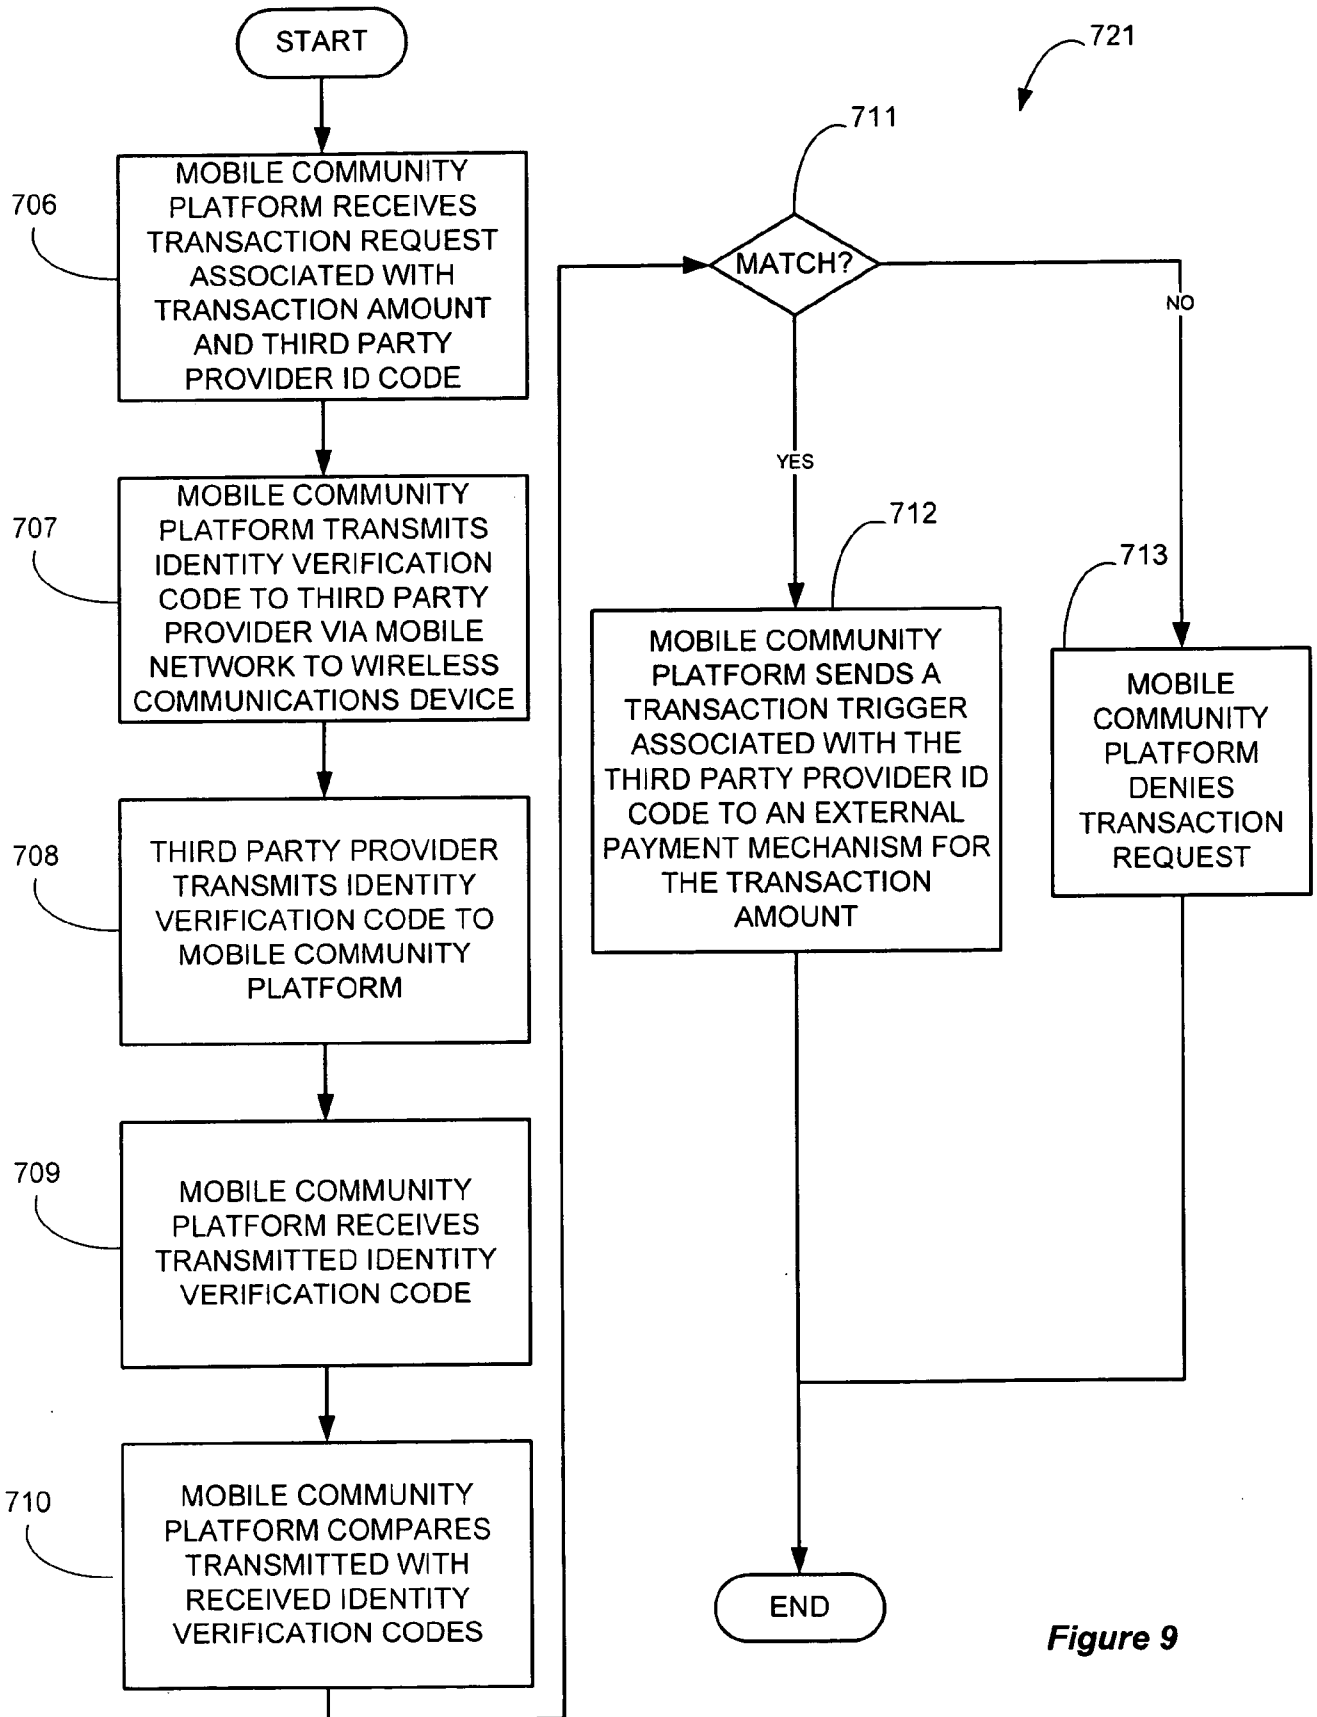 START
706
MOBILE COMMUNITY
PLATFORM RECEIVES
TRANSACTION REQUEST
ASSOCIATED WITH
TRANSACTION AMOUNT
AND THIRD PARTY
PROVIDER ID CODE
707
MOBILE COMMUNITY
PLATFORM TRANSMITS
IDENTITY VERIFICATION
CODE TO THIRD PARTY
PROVIDER VIA MOBILE
NETWORK TO WIRELESS
COMMUNICATIONS DEVICE
708
THIRD PARTY PROVIDER
TRANSMITS IDENTITY
VERIFICATION CODE TO
MOBILE COMMUNITY
PLATFORM
709
MOBILE COMMUNITY
PLATFORM RECEIVES
TRANSMITTED IDENTITY
VERIFICATION CODE
710
MOBILE COMMUNITY
PLATFORM COMPARES
TRANSMITTED WITH
RECEIVED IDENTITY
VERIFICATION CODES
721
711
MATCH?
NO
YES
712
MOBILE COMMUNITY
PLATFORM SENDS A
TRANSACTION TRIGGER
ASSOCIATED WITH THE
THIRD PARTY PROVIDER ID
CODE TO AN EXTERNAL
PAYMENT MECHANISM FOR
THE TRANSACTION
AMOUNT
713
MOBILE
COMMUNITY
PLATFORM
DENIES
TRANSACTION
REQUEST
END
Figure 9